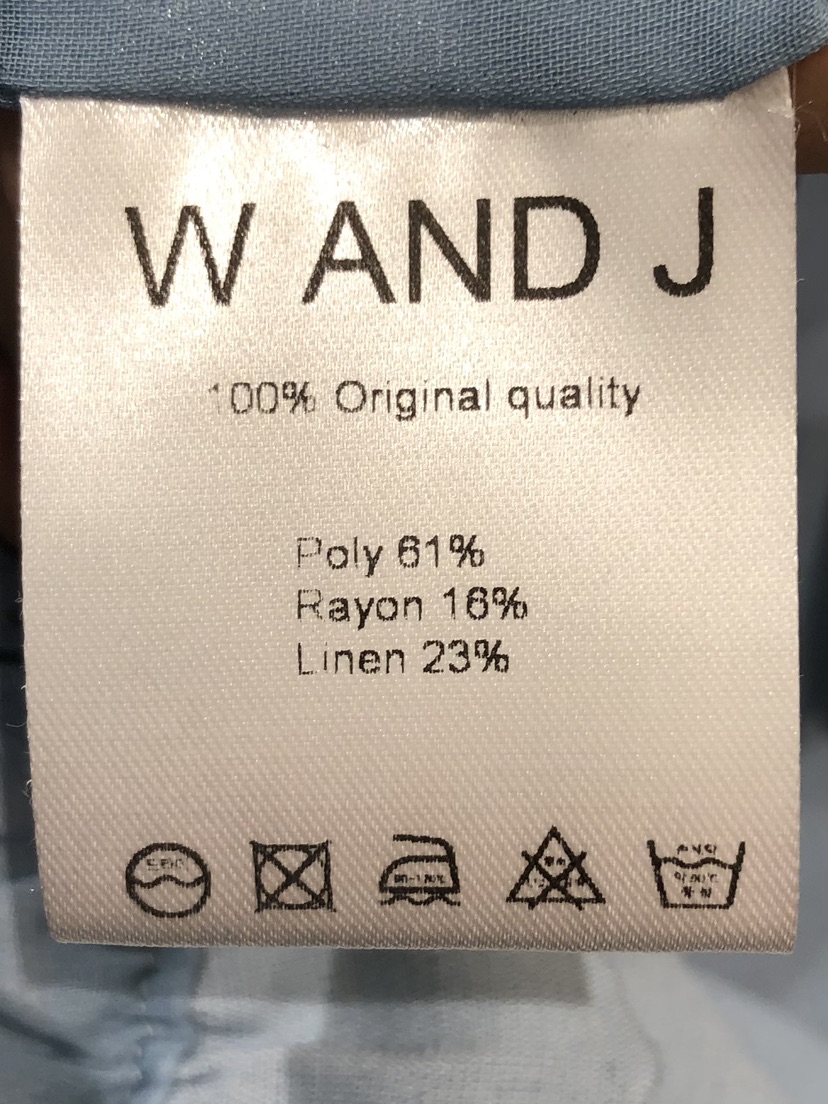 W AND J
100% Original quality
Poly 61%
Rayon 16%
Linen 23%